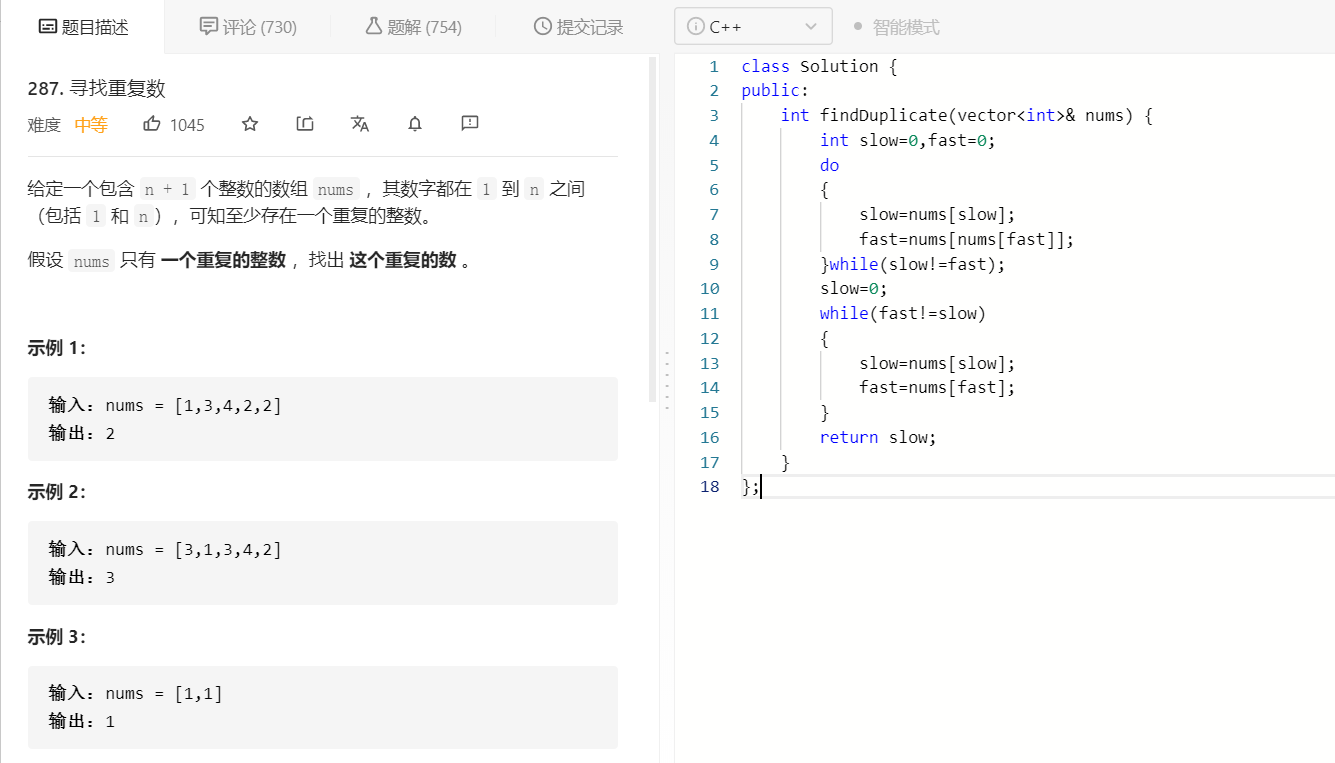 题目描述
评论 (730)
题解 (754)
提交记录
C++
智能模式
287. 寻找重复数
难度 中等 1045
给定一个包含 n + 1 个整数的数组 nums ，其数字都在 1 到 n 之间
（包括 1 和 n），可知至少存在一个重复的整数。
假设 nums 只有 一个重复的整数 ，找出 这个重复的数 。
示例 1：
输入：nums = [1,3,4,2,2]
输出：2
示例 2：
输入：nums = [3,1,3,4,2]
输出：3
示例 3：
输入：nums = [1,1]
输出：1
1 class Solution {
2 public:
3     int findDuplicate(vector<int>& nums) {
4         int slow=0,fast=0;
5         do
6         {
7             slow=nums[slow];
8             fast=nums[nums[fast]];
9         }while(slow!=fast);
10         slow=0;
11         while(fast!=slow)
12         {
13             slow=nums[slow];
14             fast=nums[fast];
15         }
16         return slow;
17     }
18 };